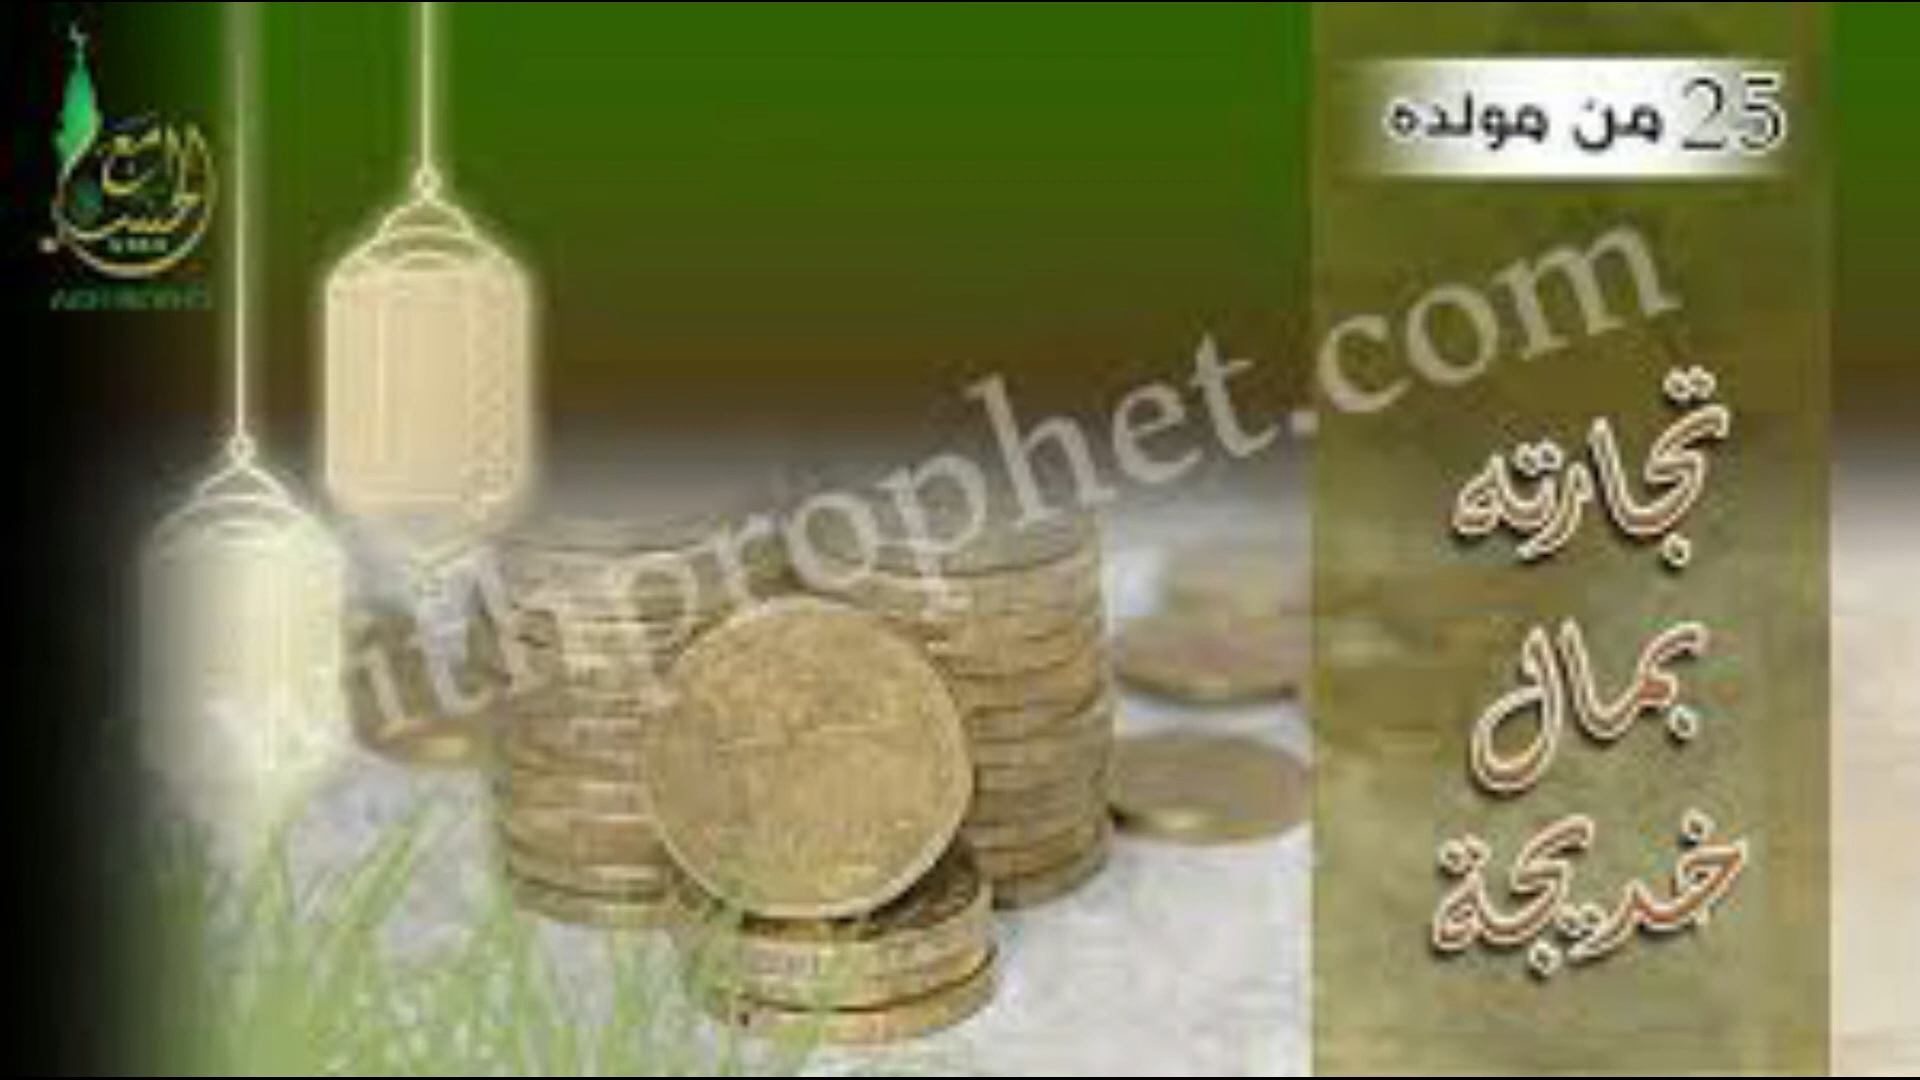 25 من مولده
تجارته
بمال
خديجة
prophet.com